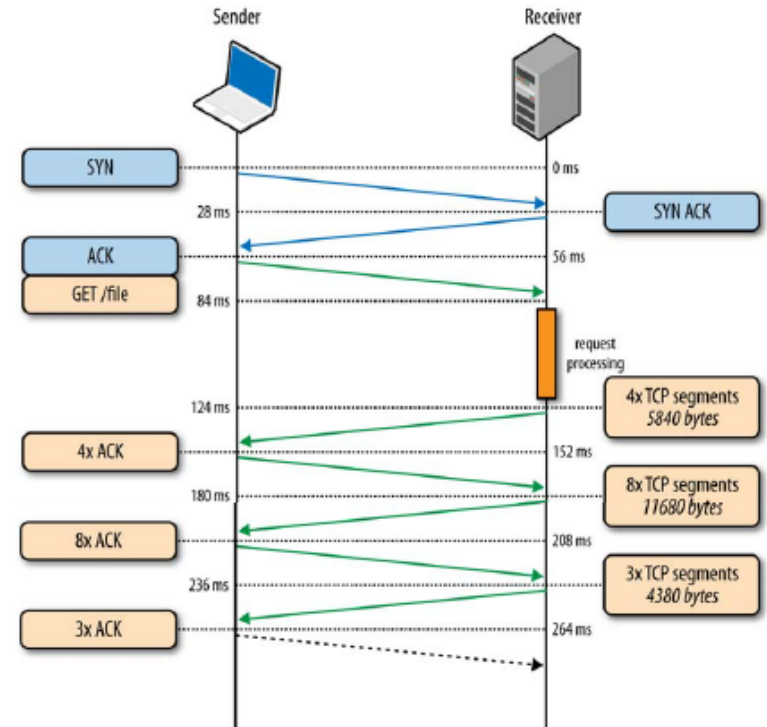 Sender
Receiver
SYN
0 ms
28 ms
SYN ACK
ACK
56 ms
GET /file
84 ms
request
processing
124 ms
4x TCP segments
5840 bytes
4x ACK
152 ms
180 ms
8x TCP segments
11680 bytes
8x ACK
208 ms
236 ms
3x TCP segments
4380 bytes
3x ACK
264 ms